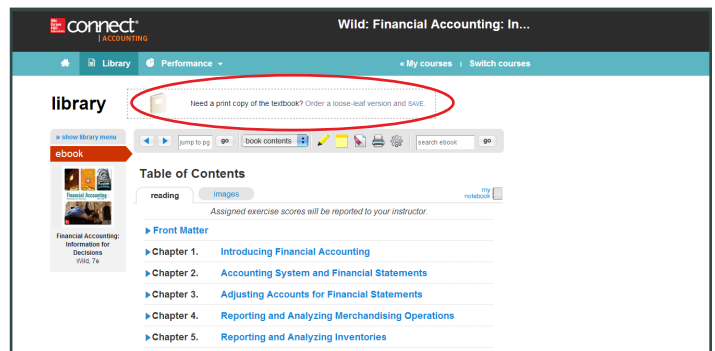 connect
ACCOUNTING
Wild: Financial Accounting: In...
Library
Performance
« My courses | Switch courses
library
Need a print copy of the textbook? Order a loose-leaf version and SAVE.
» show library menu
ebook
jump to pg
go
book contents
search ebook
go
Financial Accounting
Financial Accounting:
Information for
Decisions
Wild, 7e
Table of Contents
reading
images
my
notebook
Assigned exercise scores will be reported to your instructor.
Front Matter
Chapter 1. Introducing Financial Accounting
Chapter 2. Accounting System and Financial Statements
Chapter 3. Adjusting Accounts for Financial Statements
Chapter 4. Reporting and Analyzing Merchandising Operations
Chapter 5. Reporting and Analyzing Inventories